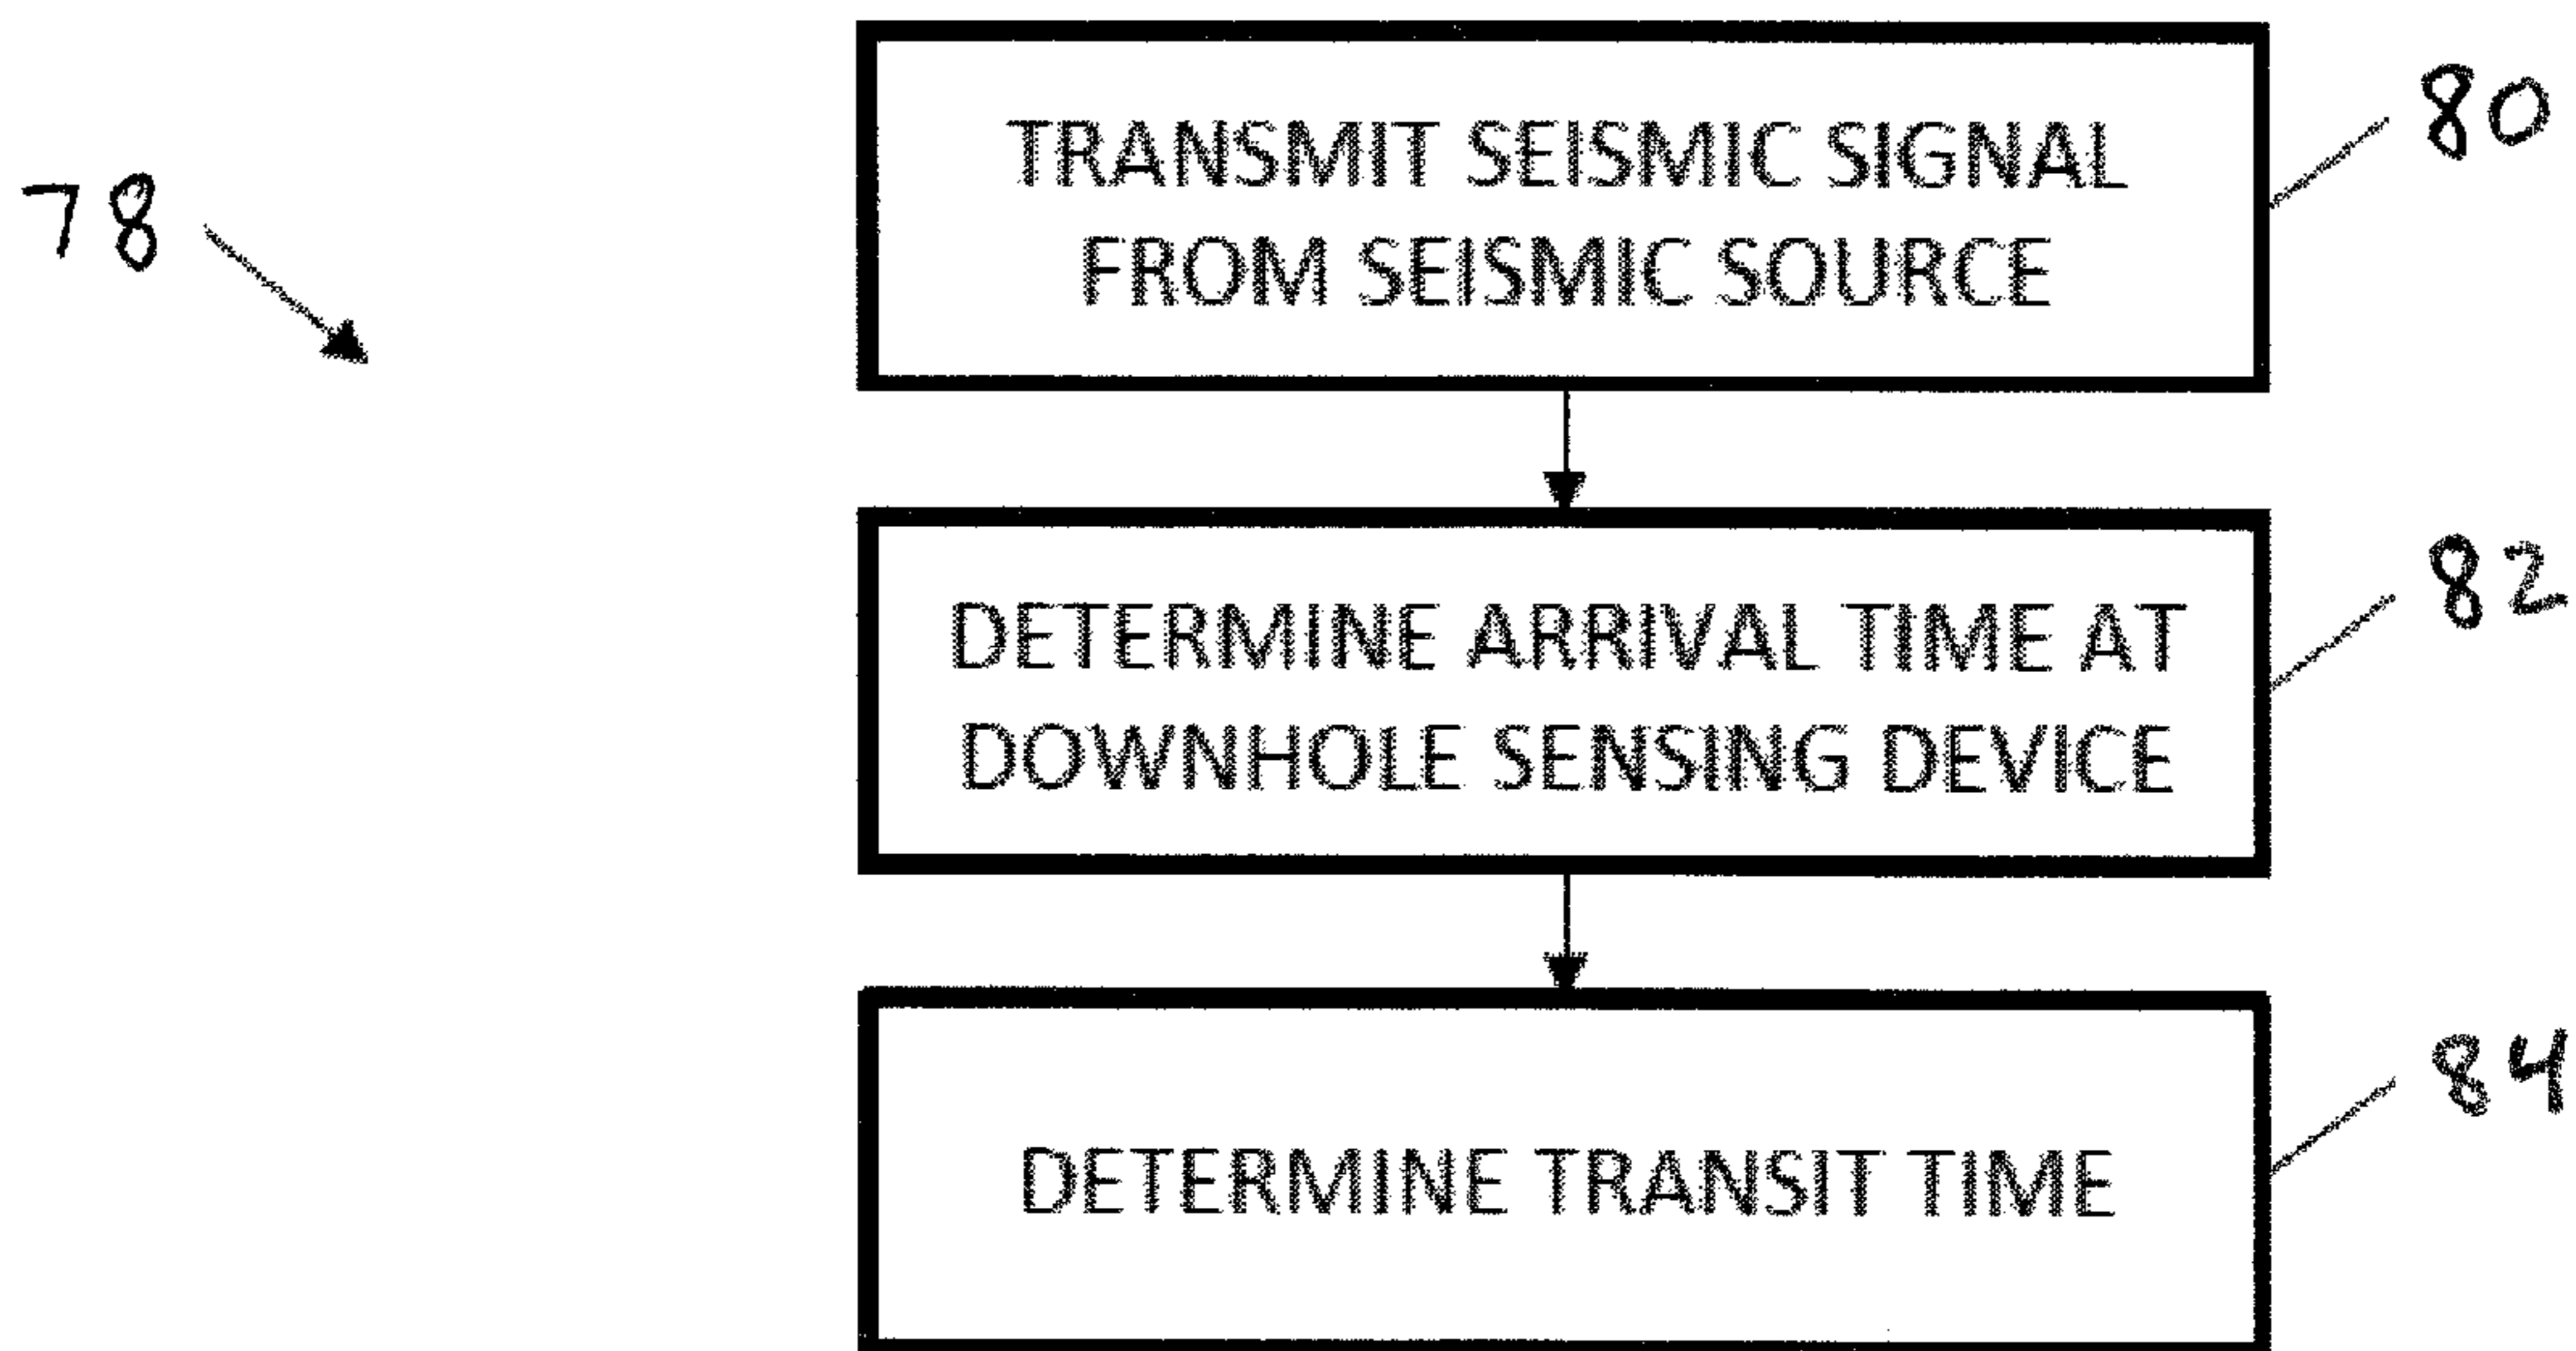 78
TRANSMIT SEISMIC SIGNAL
FROM SEISMIC SOURCE
80
DETERMINE ARRIVAL TIME AT
DOWNHOLE SENSING DEVICE
82
DETERMINE TRANSIT TIME
84